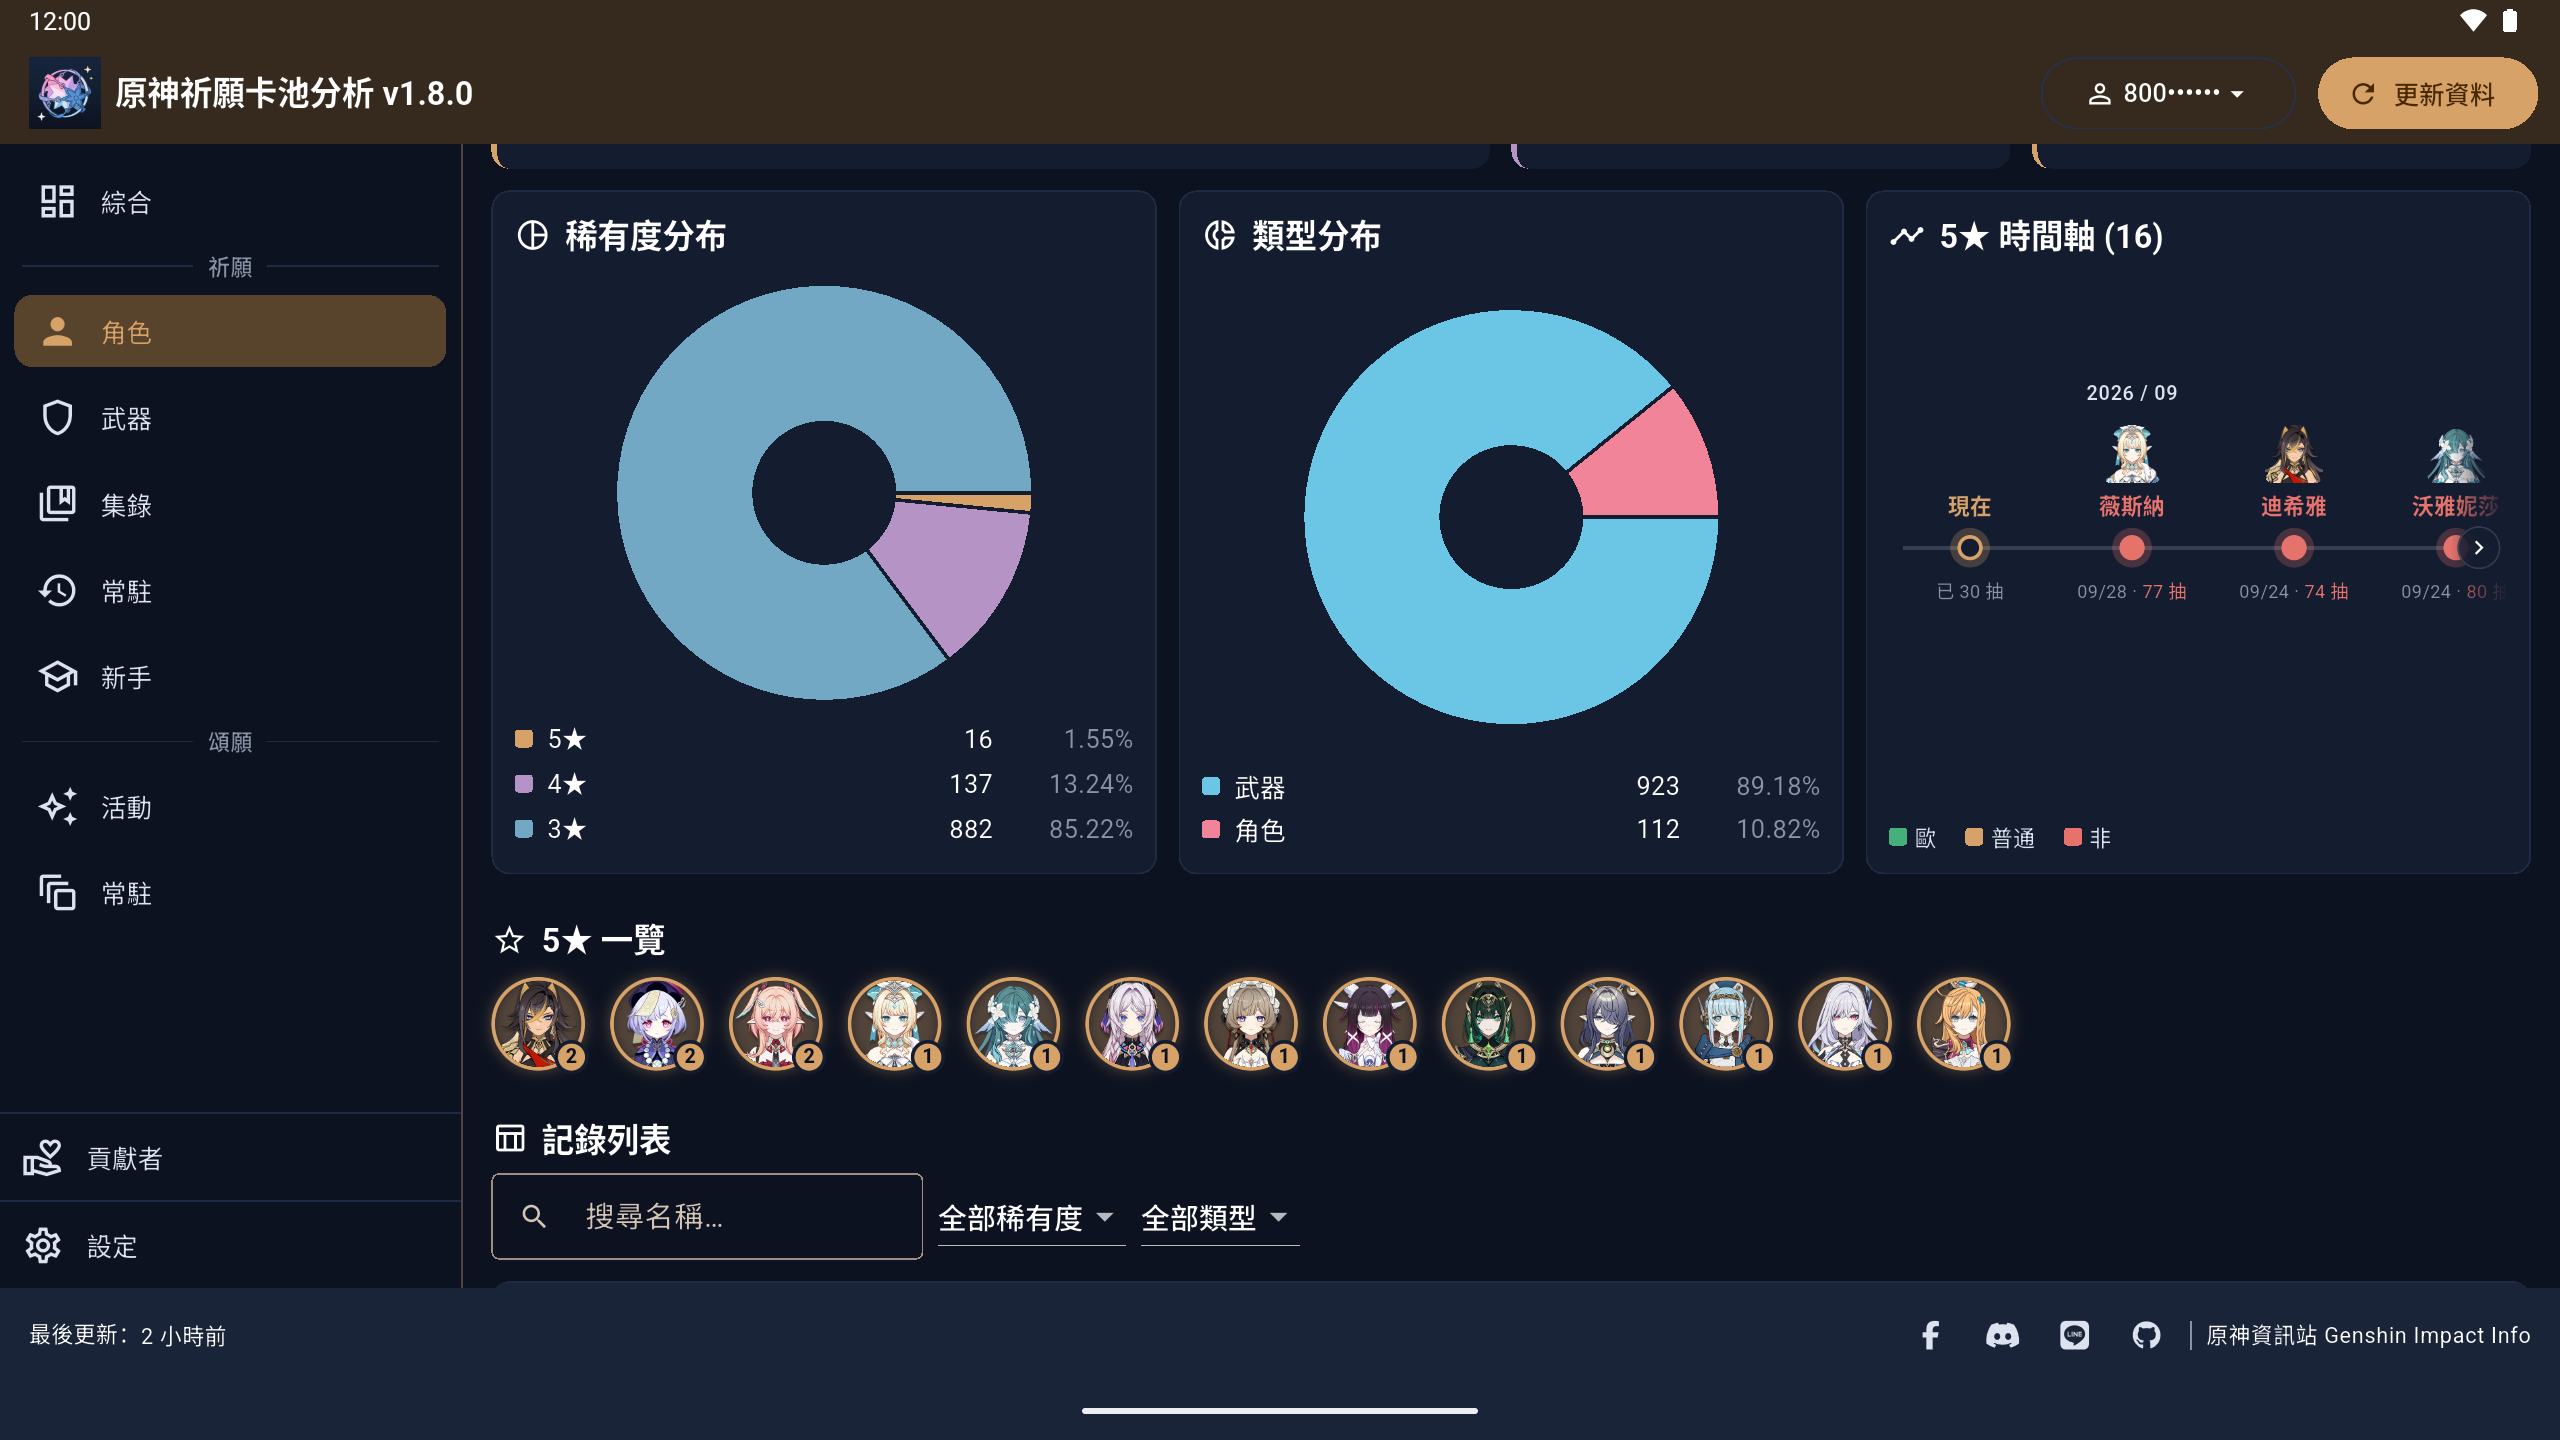 12:00
原神祈願卡池分析 v1.8.0
800••••••
更新資料
綜合
祈願
角色
武器
集錄
常駐
新手
頌願
活動
常駐
貢獻者
設定
稀有度分布
5★ 16 1.55%
4★ 137 13.24%
3★ 882 85.22%
類型分布
武器 923 89.18%
角色 112 10.82%
5★ 時間軸 (16)
2026 / 09
現在 薇斯納 迪希雅 沃雅妮莎
已 30 抽 09/28 · 77 抽 09/24 · 74 抽 09/24 · 80 抽
歐 普通 非
5★ 一覽
2 2 2 1 1 1 1 1 1 1 1 1 1
記錄列表
搜尋名稱...
全部稀有度 全部類型
最後更新： 2 小時前
LINE
原神資訊站 Genshin Impact Info